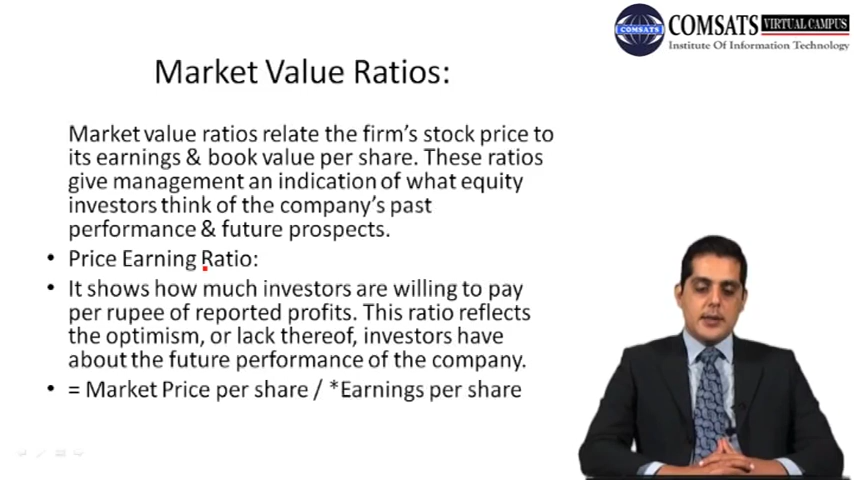 COMSATS
COMSATS VIRTUAL CAMPUS
Institute Of Information Technology
Market Value Ratios:
Market value ratios relate the firm's stock price to
its earnings & book value per share. These ratios
give management an indication of what equity
investors think of the company's past
performance & future prospects.
• Price Earning Ratio:
• It shows how much investors are willing to pay
per rupee of reported profits. This ratio reflects
the optimism, or lack thereof, investors have
about the future performance of the company.
• = Market Price per share / *Earnings per share